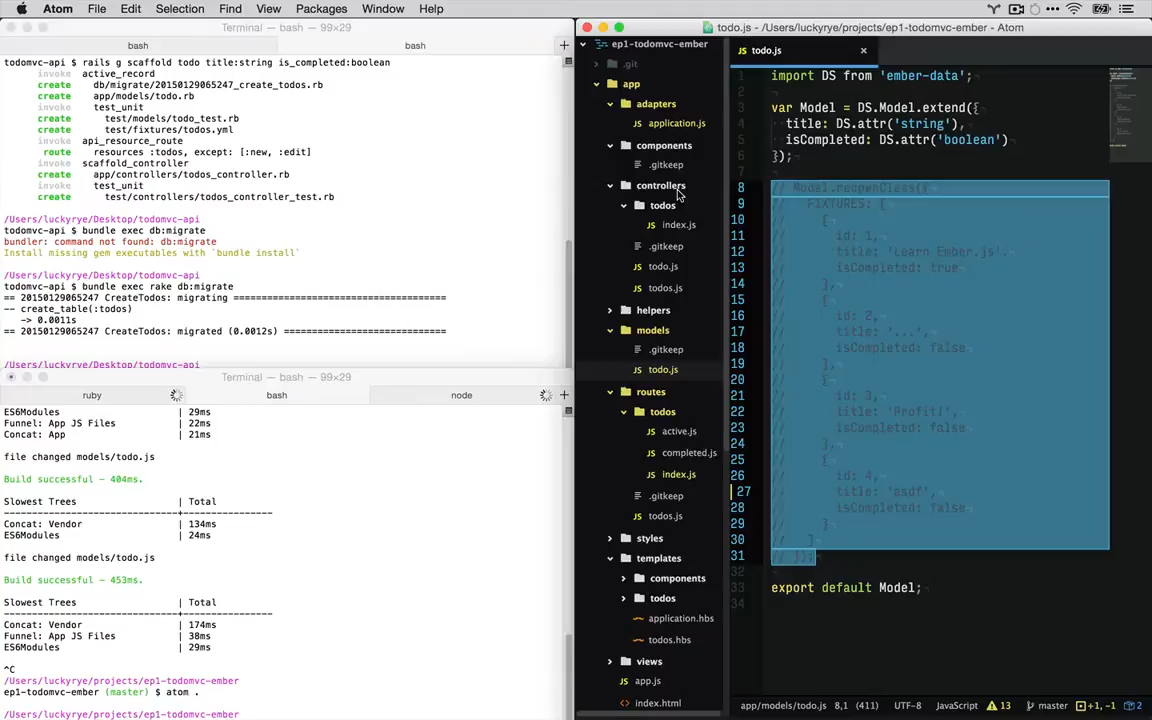 Atom File Edit Selection Find View Packages Window Help
Terminal — bash — 99×29
bash bash
todomvc-api $ rails g scaffold todo title:string is_completed:boolean
invoke active_record
create db/migrate/20150129065247_create_todos.rb
create app/models/todo.rb
invoke test_unit
create test/models/todo_test.rb
create test/fixtures/todos.yml
invoke api_resource_route
route resources :todos, except: [:new, :edit]
invoke scaffold_controller
create app/controllers/todos_controller.rb
invoke test_unit
create test/controllers/todos_controller_test.rb
/Users/luckyrye/Desktop/todomvc-api
todomvc-api $ bundle exec db:migrate
bundler: command not found: db:migrate
Install missing gem executables with `bundle install`
/Users/luckyrye/Desktop/todomvc-api
todomvc-api $ bundle exec rake db:migrate
== 20150129065247 CreateTodos: migrating ======================================
-- create_table(:todos)
-> 0.0011s
== 20150129065247 CreateTodos: migrated (0.0012s) =============================
/Users/luckyrye/Desktop/todomvc-api
Terminal — bash — 99×29
ruby bash node
ES6Modules | 29ms
Funnel: App JS Files | 22ms
Concat: App | 21ms
file changed models/todo.js
Build successful - 404ms.
Slowest Trees | Total
Concat: Vendor | 134ms
ES6Modules | 24ms
file changed models/todo.js
Build successful - 453ms.
Slowest Trees | Total
Concat: Vendor | 174ms
Funnel: App JS Files | 38ms
ES6Modules | 29ms
^C
/Users/luckyrye/projects/ep1-todomvc-ember
ep1-todomvc-ember (master) $ atom .
/Users/luckyrye/projects/ep1-todomvc-ember
todo.js - /Users/luckyrye/projects/ep1-todomvc-ember - Atom
ep1-todomvc-ember
.git
app
adapters
application.js
components
.gitkeep
controllers
todos
index.js
.gitkeep
todo.js
todos.js
helpers
models
.gitkeep
todo.js
routes
todos
active.js
completed.js
index.js
.gitkeep
todos.js
styles
templates
components
todos
application.hbs
todos.hbs
views
app.js
index.html
todo.js
1 import DS from 'ember-data';
2
3 var Model = DS.Model.extend({
4 title: DS.attr('string'),
5 isCompleted: DS.attr('boolean')
6 });
7
8 // Model.reopenClass({
9 // FIXTURES: [
10 // {
11 // id: 1,
12 // title: 'Learn Ember.js',
13 // isCompleted: true
14 // },
15 // {
16 // id: 2,
17 // title: '...',
18 // isCompleted: false
19 // },
20 // {
21 // id: 3,
22 // title: 'Profit!',
23 // isCompleted: false
24 // },
25 // {
26 // id: 4,
27 // title: 'asdf',
28 // isCompleted: false
29 // }
30 // ]
31 // });
32
33 export default Model;
34
app/models/todo.js 8,1 (411) UTF-8 JavaScript 13 master +1, -1 2